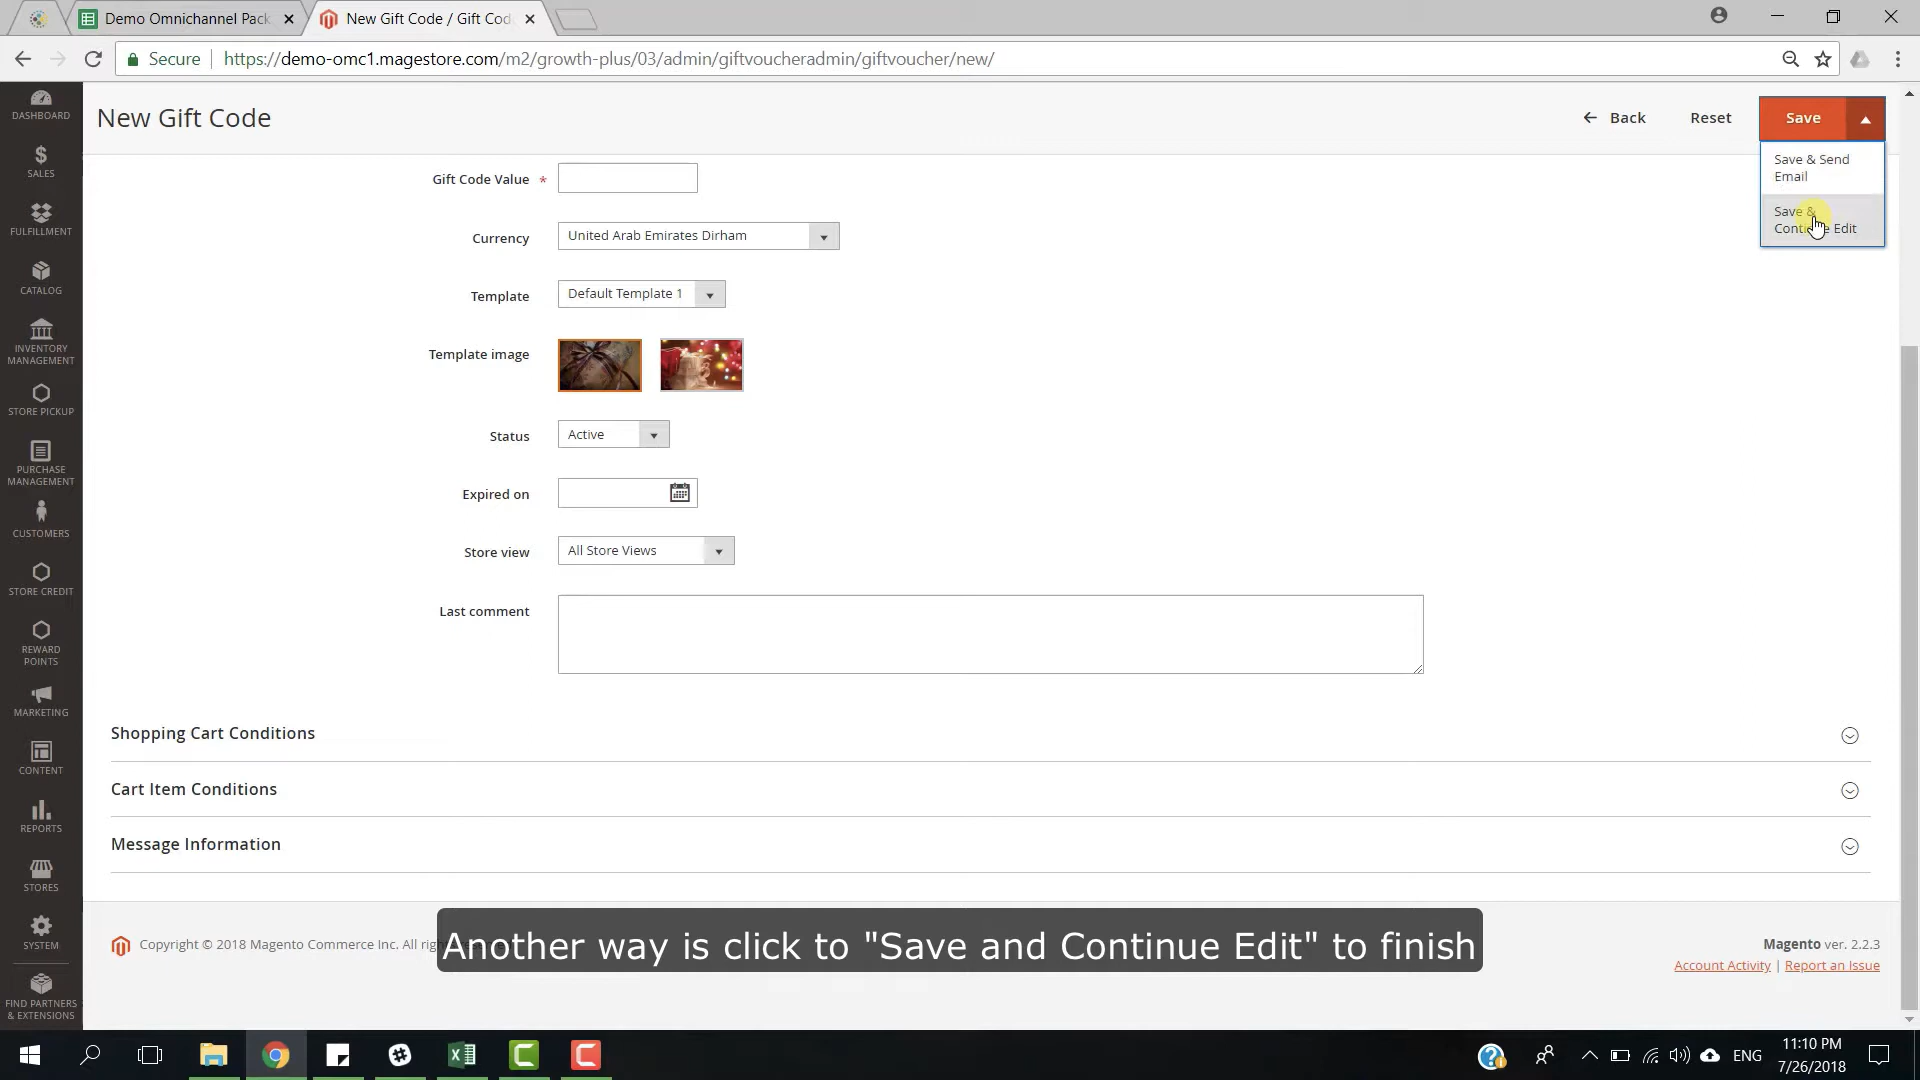 Demo Omnichannel Pack
New Gift Code / Gift Cod
Secure
https://demo-omc1.magestore.com/m2/growth-plus/03/admin/giftvoucheradmin/giftvoucher/new/
DASHBOARD
SALES
FULFILLMENT
CATALOG
INVENTORY
MANAGEMENT
STORE PICKUP
PURCHASE
MANAGEMENT
CUSTOMERS
STORE CREDIT
REWARD
POINTS
MARKETING
CONTENT
REPORTS
STORES
SYSTEM
FIND PARTNERS
& EXTENSIONS
New Gift Code
Back
Reset
Save
Save & Send
Email
Save &
Continue Edit
Gift Code Value *
Currency
United Arab Emirates Dirham
Template
Default Template 1
Template image
Status
Active
Expired on
Store view
All Store Views
Last comment
Shopping Cart Conditions
Cart Item Conditions
Message Information
Copyright © 2018 Magento Commerce Inc. All rig
Another way is click to "Save and Continue Edit" to finish
Magento ver. 2.2.3
Account Activity | Report an Issue
ENG
11:10 PM
7/26/2018